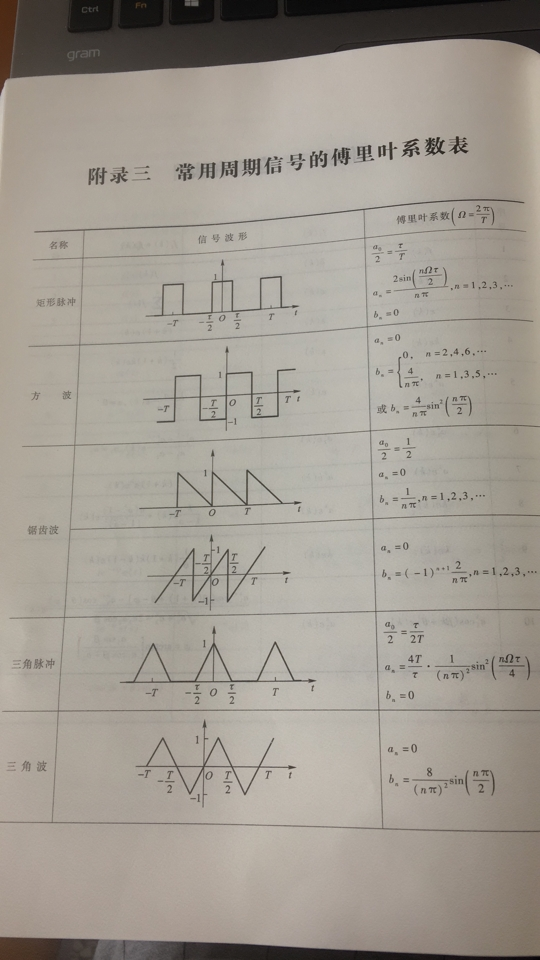 Ctrl
Fn
gram
附录三 常用周期信号的傅里叶系数表
名称 信号波形 傅里叶系数(Ω=2π/T)
矩形脉冲
1
-T -τ/2 O τ/2 T t
a₀/2=τ/T
aₙ=2sin(nΩτ/2)/nπ,n=1,2,3,…
bₙ=0
方 波
1
-T -T/2 O T/2 T t
-1
aₙ=0
bₙ={0, n=2,4,6,…
4/nπ, n=1,3,5,…
或 bₙ=4/nπ sin²(nπ/2)
锯齿波
1
-T O T t
a₀/2=1/2
aₙ=0
bₙ=1/nπ,n=1,2,3,…
1
-T -T/2 O T/2 T t
-1
aₙ=0
bₙ=(-1)ⁿ⁺¹ 2/nπ,n=1,2,3,…
三角脉冲
1
-T -τ/2 O τ/2 T t
a₀/2=τ/2T
aₙ=4T/τ·1/(nπ)² sin²(nΩτ/4)
bₙ=0
三角波
1
-T -T/2 O T/2 T t
-1
aₙ=0
bₙ=8/(nπ)² sin(nπ/2)